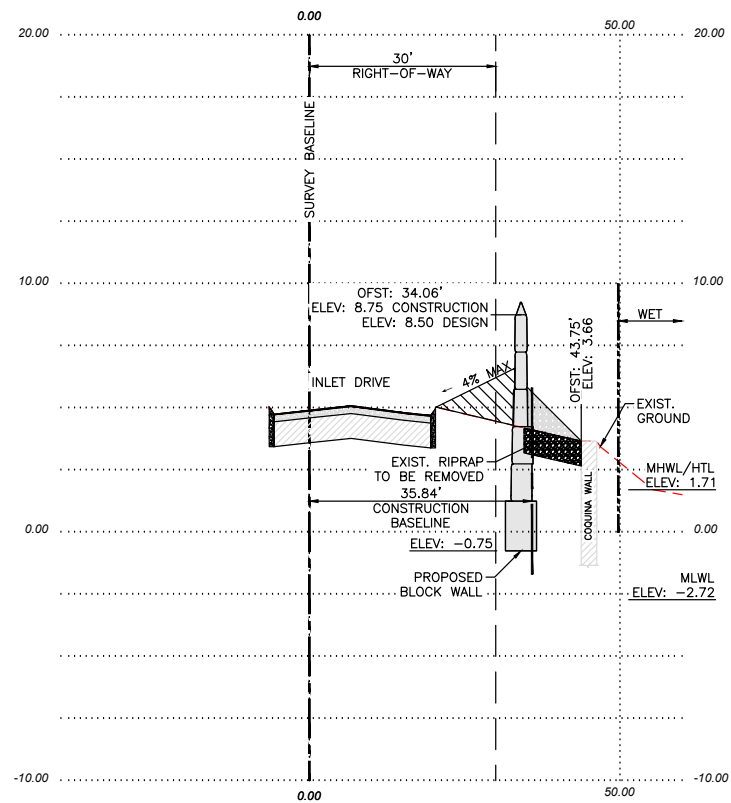 0.00
50.00
20.00
20.00
30'
RIGHT-OF-WAY
SURVEY BASELINE
10.00
10.00
OFST: 34.06'
ELEV: 8.75 CONSTRUCTION
ELEV: 8.50 DESIGN
WET
OFST: 43.75'
ELEV: 3.66
4% MAX
INLET DRIVE
EXIST.
GROUND
EXIST. RIPRAP
TO BE REMOVED
MHWL/HTL
ELEV: 1.71
35.84'
CONSTRUCTION
BASELINE
COQUINA WALL
0.00
0.00
ELEV: -0.75
PROPOSED
BLOCK WALL
MLWL
ELEV: -2.72
-10.00
-10.00
0.00
50.00